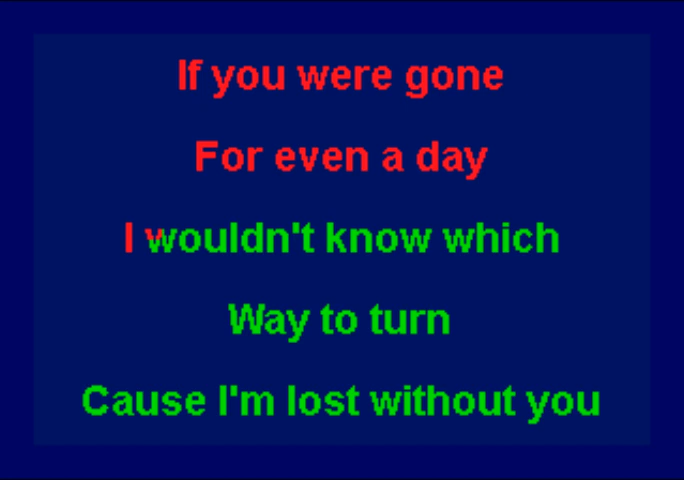 If you were gone
For even a day
I wouldn't know which
Way to turn
Cause I'm lost without you